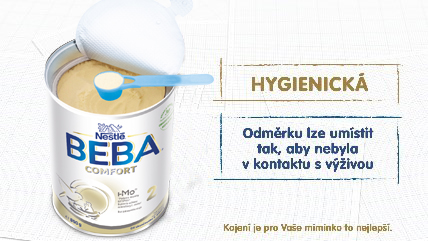 HYGIENICKÁ
Odměrku lze umístit
tak, aby nebyla
v kontaktu s výživou
Nestlé
BEBA
COMFORT
2
Kojení je pro Vaše miminko to nejlepší.